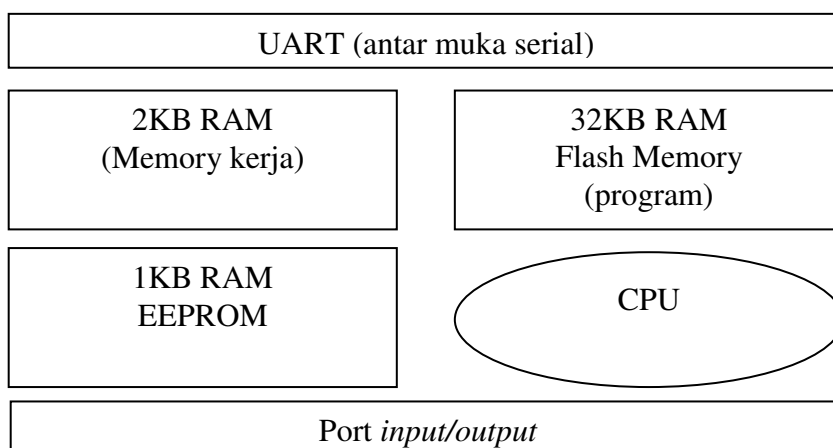 UART (antar muka serial)
2KB RAM
(Memory kerja)
32KB RAM
Flash Memory
(program)
1KB RAM
EEPROM
CPU
Port input/output